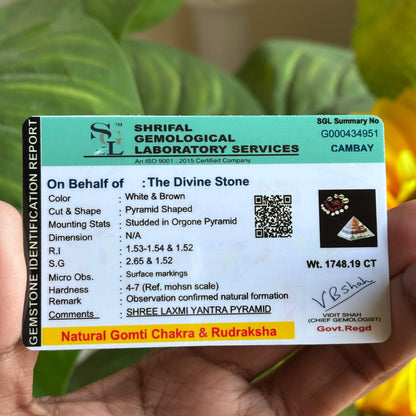 GEMSTONE IDENTIFICATION REPORT
SGL™
SHRIFAL
GEMOLOGICAL
LABORATORY SERVICES
An ISO 9001 : 2015 Certified Company
SGL Summary No
G000434951
CAMBAY
On Behalf of : The Divine Stone
Color : White & Brown
Cut & Shape : Pyramid Shaped
Mounting Stats : Studded in Orgone Pyramid
Dimension : N/A
R.I : 1.53-1.54 & 1.52
S.G : 2.65 & 1.52
Micro Obs. : Surface markings
Hardness : 4-7 (Ref. mohsn scale)
Remark : Observation confirmed natural formation
Comments : SHREE LAXMI YANTRA PYRAMID
Natural Gomti Chakra & Rudraksha
Wt. 1748.19 CT
VBShah
VIDIT SHAH
(CHIEF GEMOLOGIST)
Govt.Regd